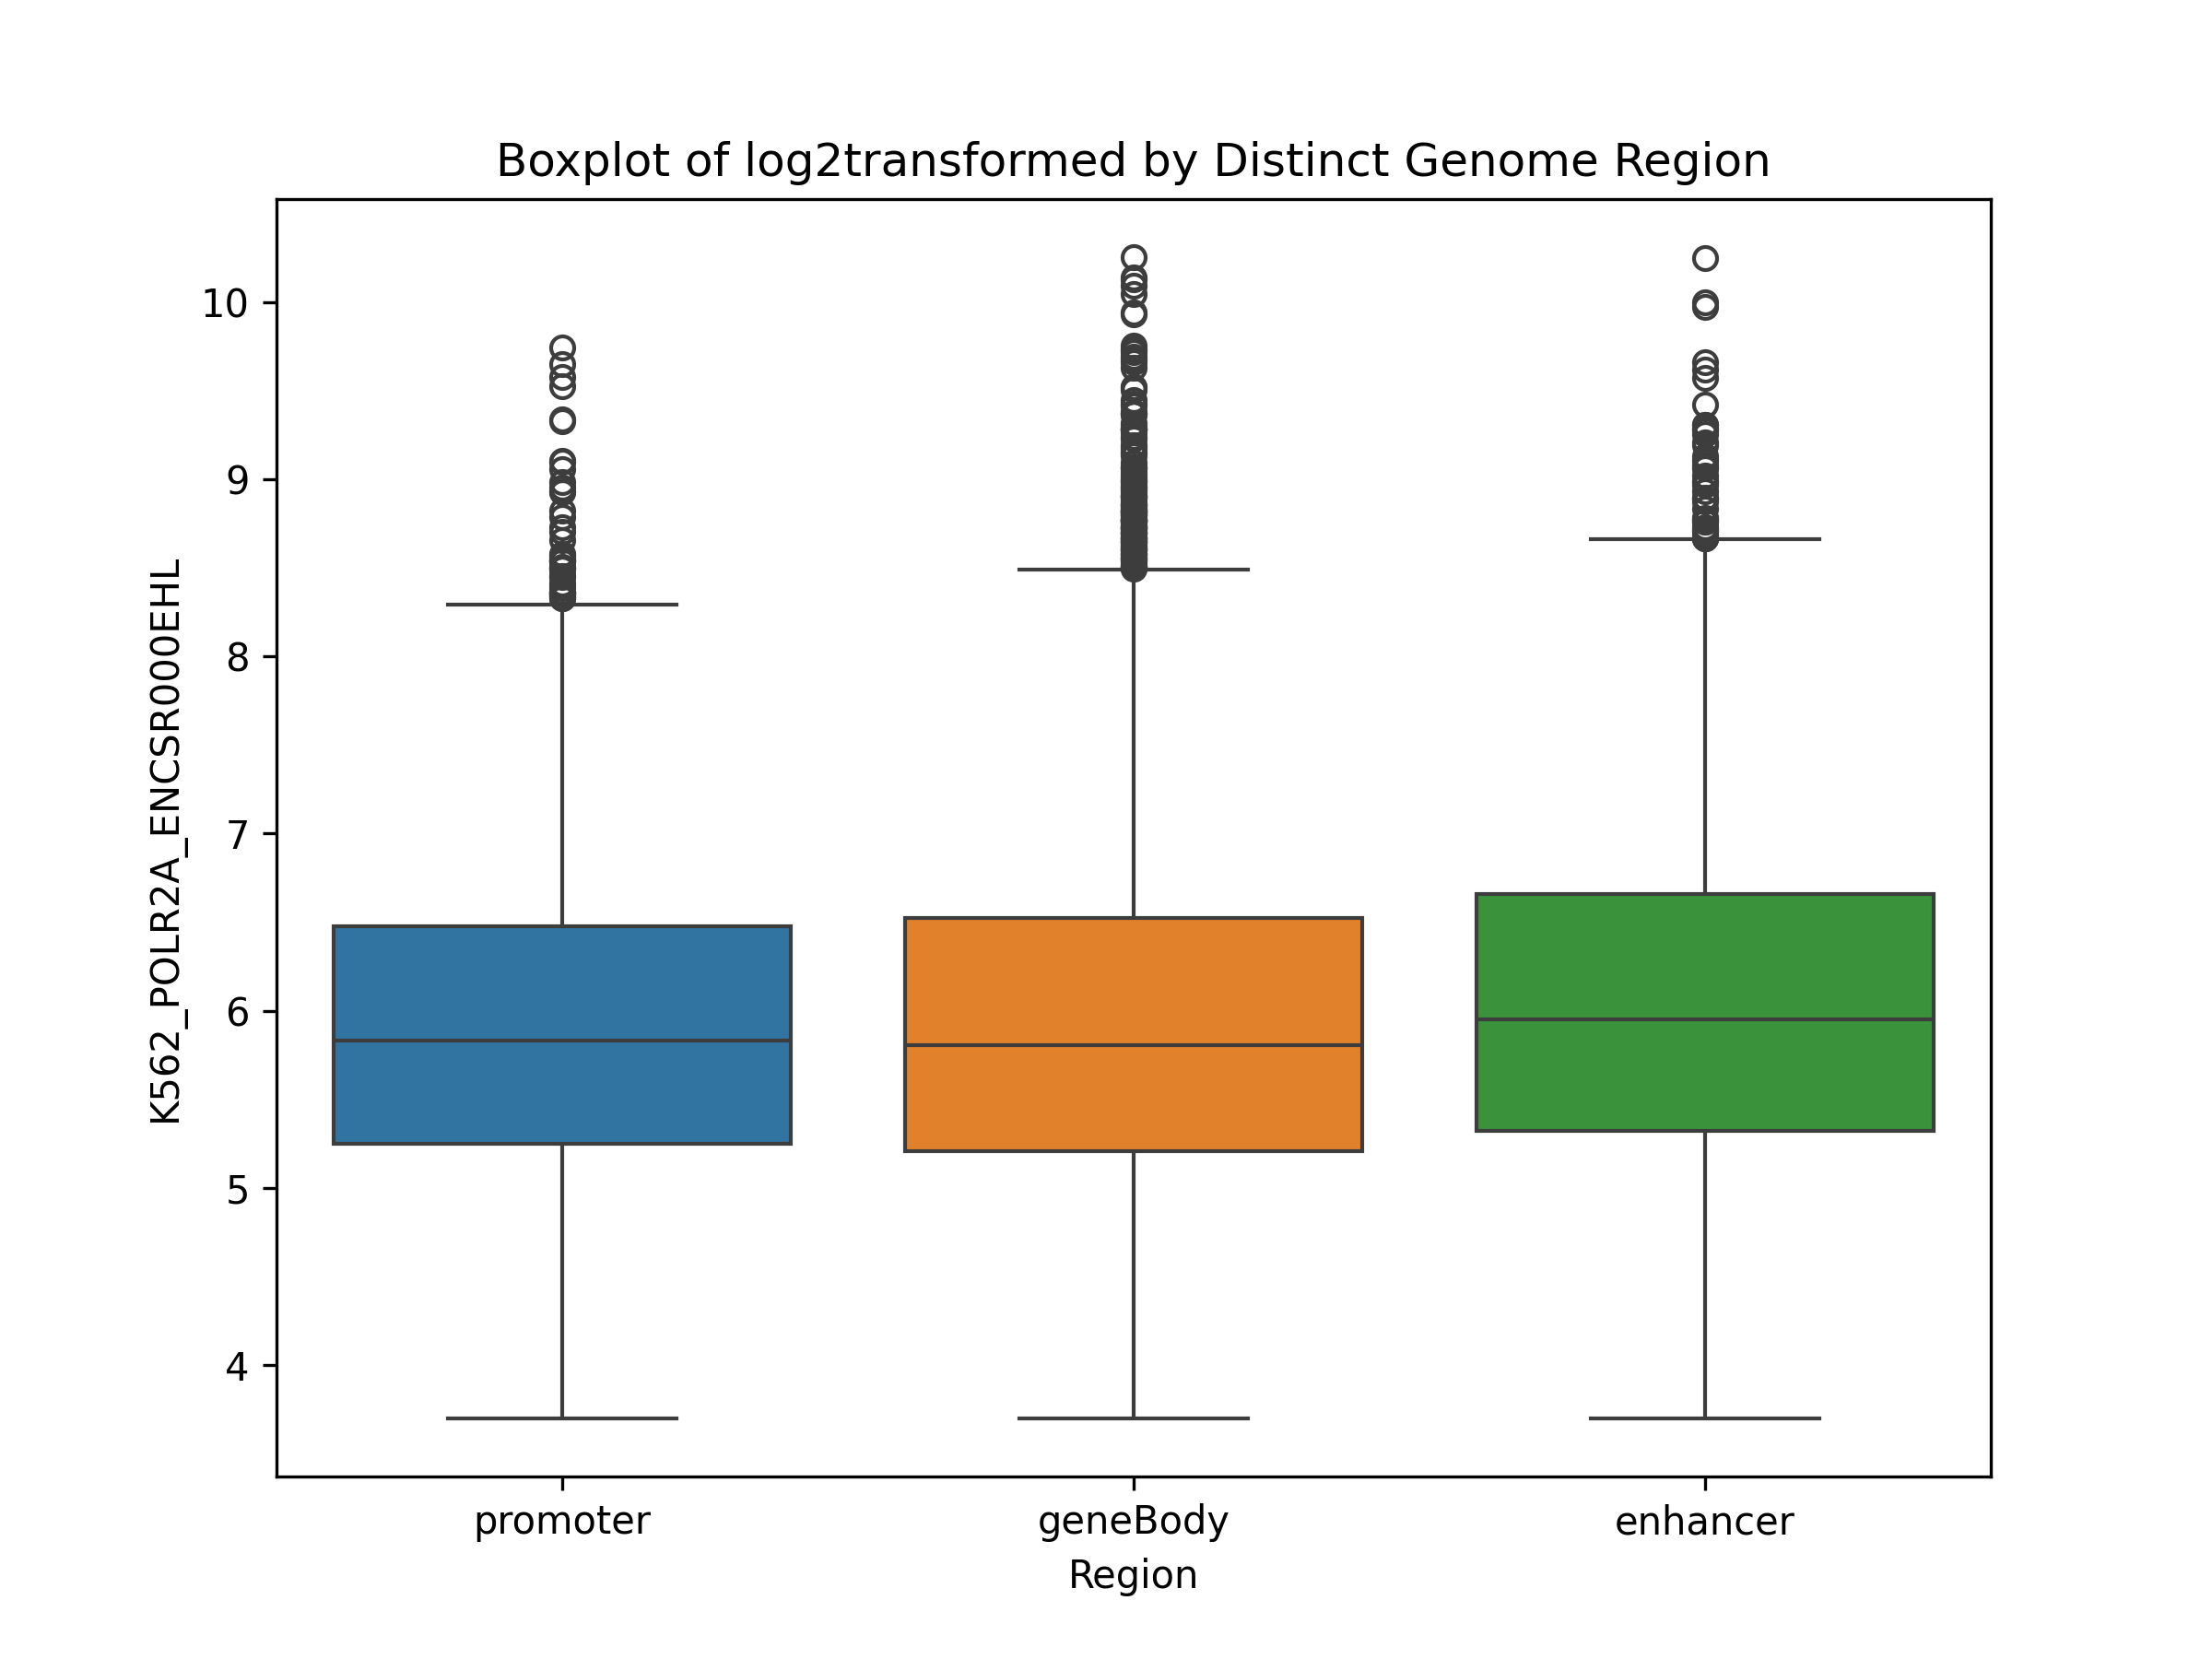 Boxplot of log2transformed by Distinct Genome Region
K562_POLR2A_ENCSR000EHL
10
9
8
7
6
5
4
promoter geneBody enhancer
Region